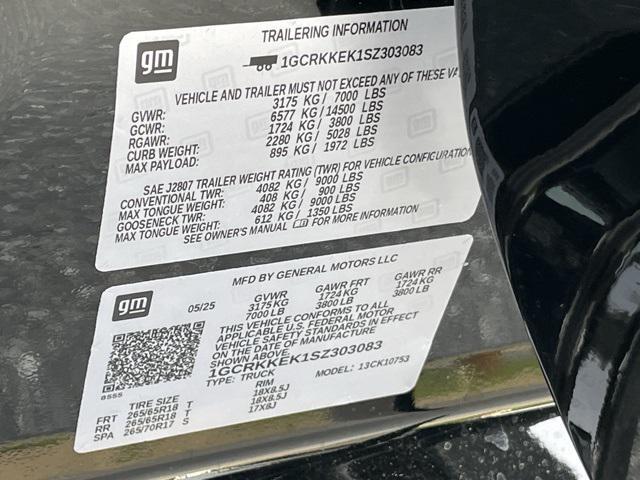 gm
TRAILERING INFORMATION
1GCRKKEK1SZ303083
VEHICLE AND TRAILER MUST NOT EXCEED ANY OF THESE VA
GVWR: 3175 KG / 7000 LBS
GCWR: 6577 KG / 14500 LBS
RGAWR: 1724 KG / 3800 LBS
CURB WEIGHT: 2280 KG / 5028 LBS
MAX PAYLOAD: 895 KG / 1972 LBS
SAE J2807 TRAILER WEIGHT RATING (TWR) FOR VEHICLE CONFIGURATION
CONVENTIONAL TWR: 4082 KG / 9000 LBS
MAX TONGUE WEIGHT: 408 KG / 900 LBS
GOOSENECK TWR: 4082 KG / 9000 LBS
MAX TONGUE WEIGHT: 612 KG / 1350 LBS
SEE OWNER'S MANUAL FOR MORE INFORMATION
gm
MFD BY GENERAL MOTORS LLC
05/25 GVWR GAWR FRT GAWR RR
3175 KG 1724 KG 1724 KG
7000 LB 3800 LB 3800 LB
THIS VEHICLE CONFORMS TO ALL
APPLICABLE U.S. FEDERAL MOTOR
VEHICLE SAFETY STANDARDS IN EFFECT
ON THE DATE OF MANUFACTURE
SHOWN ABOVE.
1GCRKKEK1SZ303083
TYPE: TRUCK MODEL: 13CK10753
8555
TIRE SIZE RIM
FRT 265/65R18 T 18X8.5J
RR 265/65R18 T 18X8.5J
SPA 265/70R17 S 17X8J